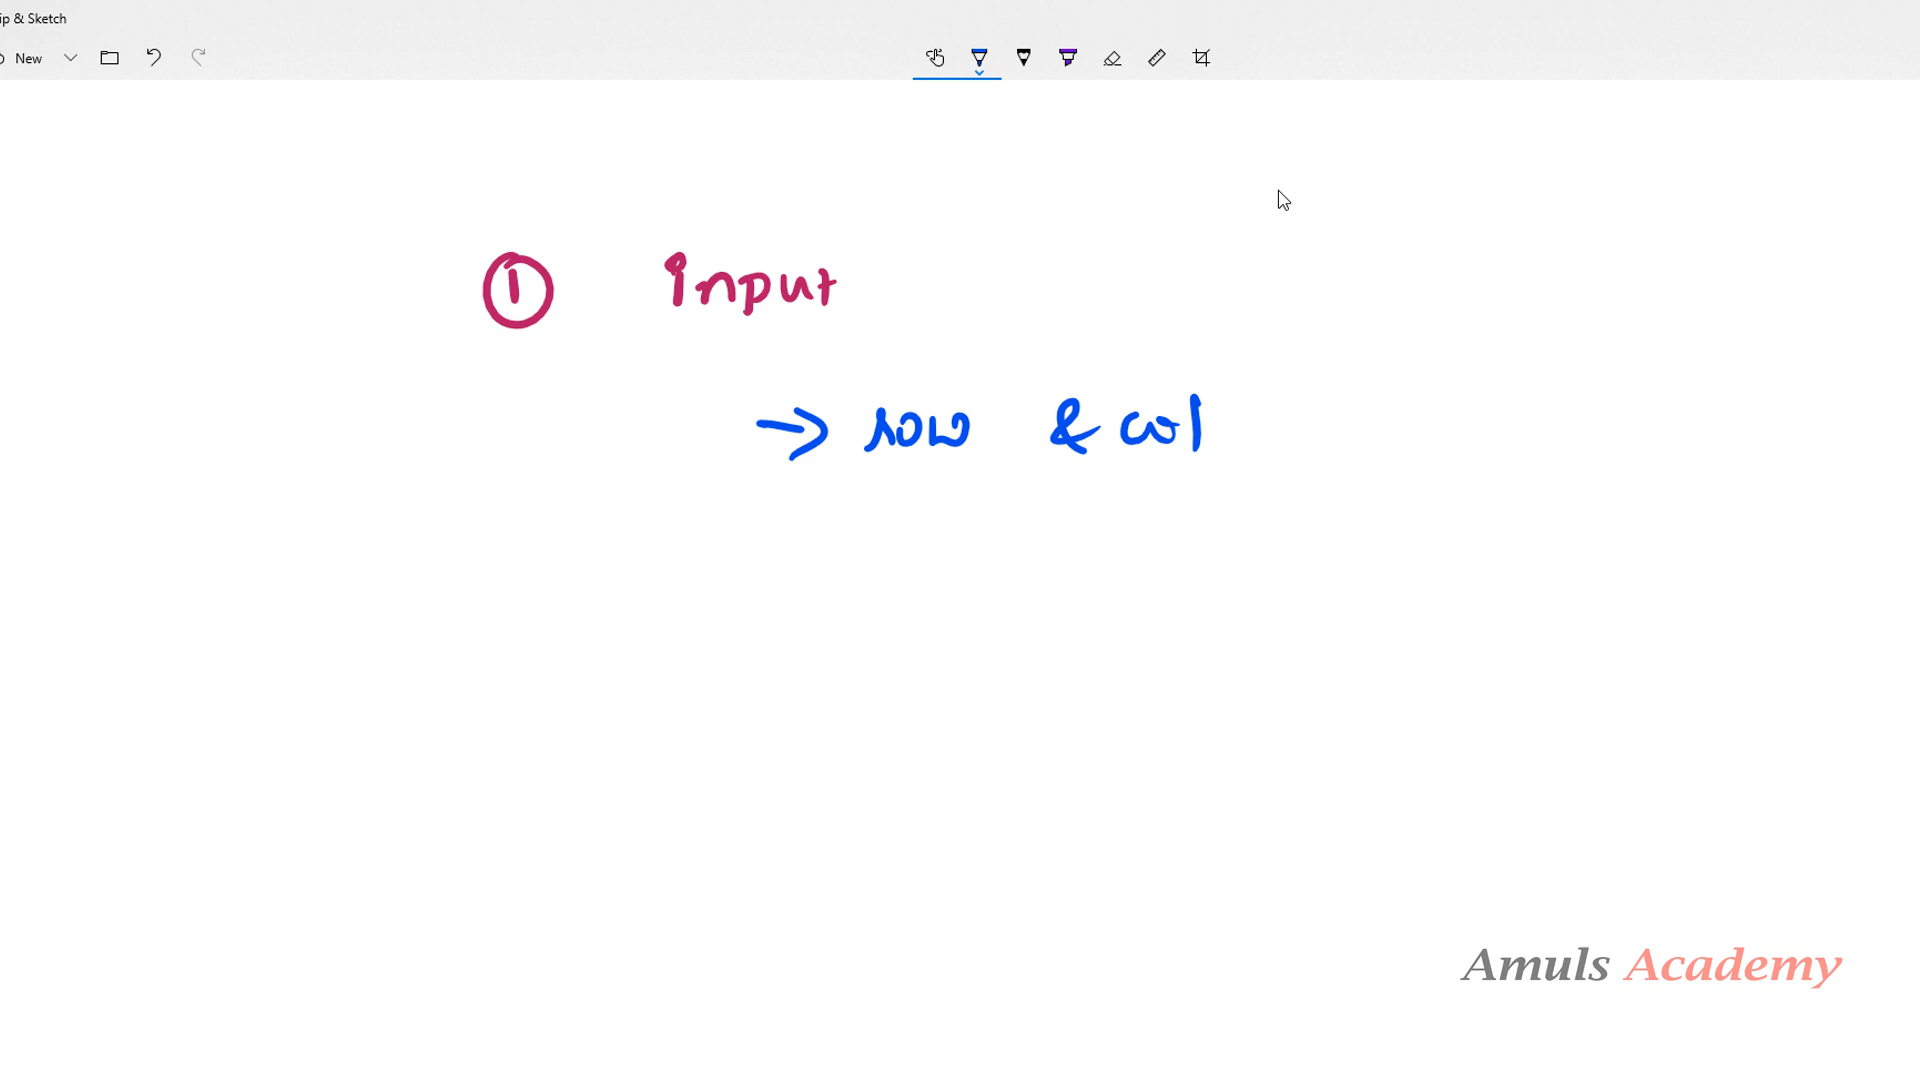 ip & Sketch
New
① input
→ row & col
Amuls Academy